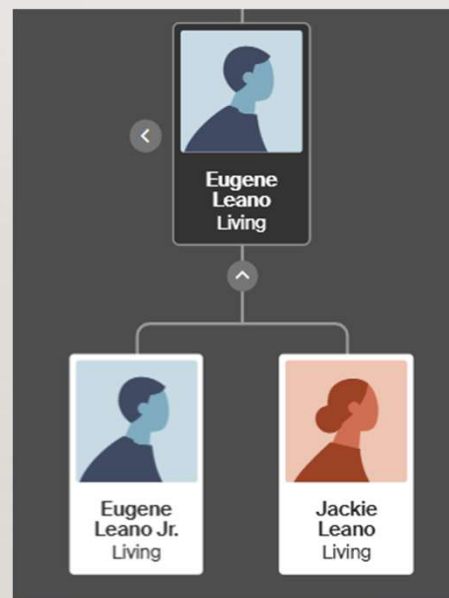 Eugene
Leano
Living
Eugene
Leano Jr.
Living
Jackie
Leano
Living